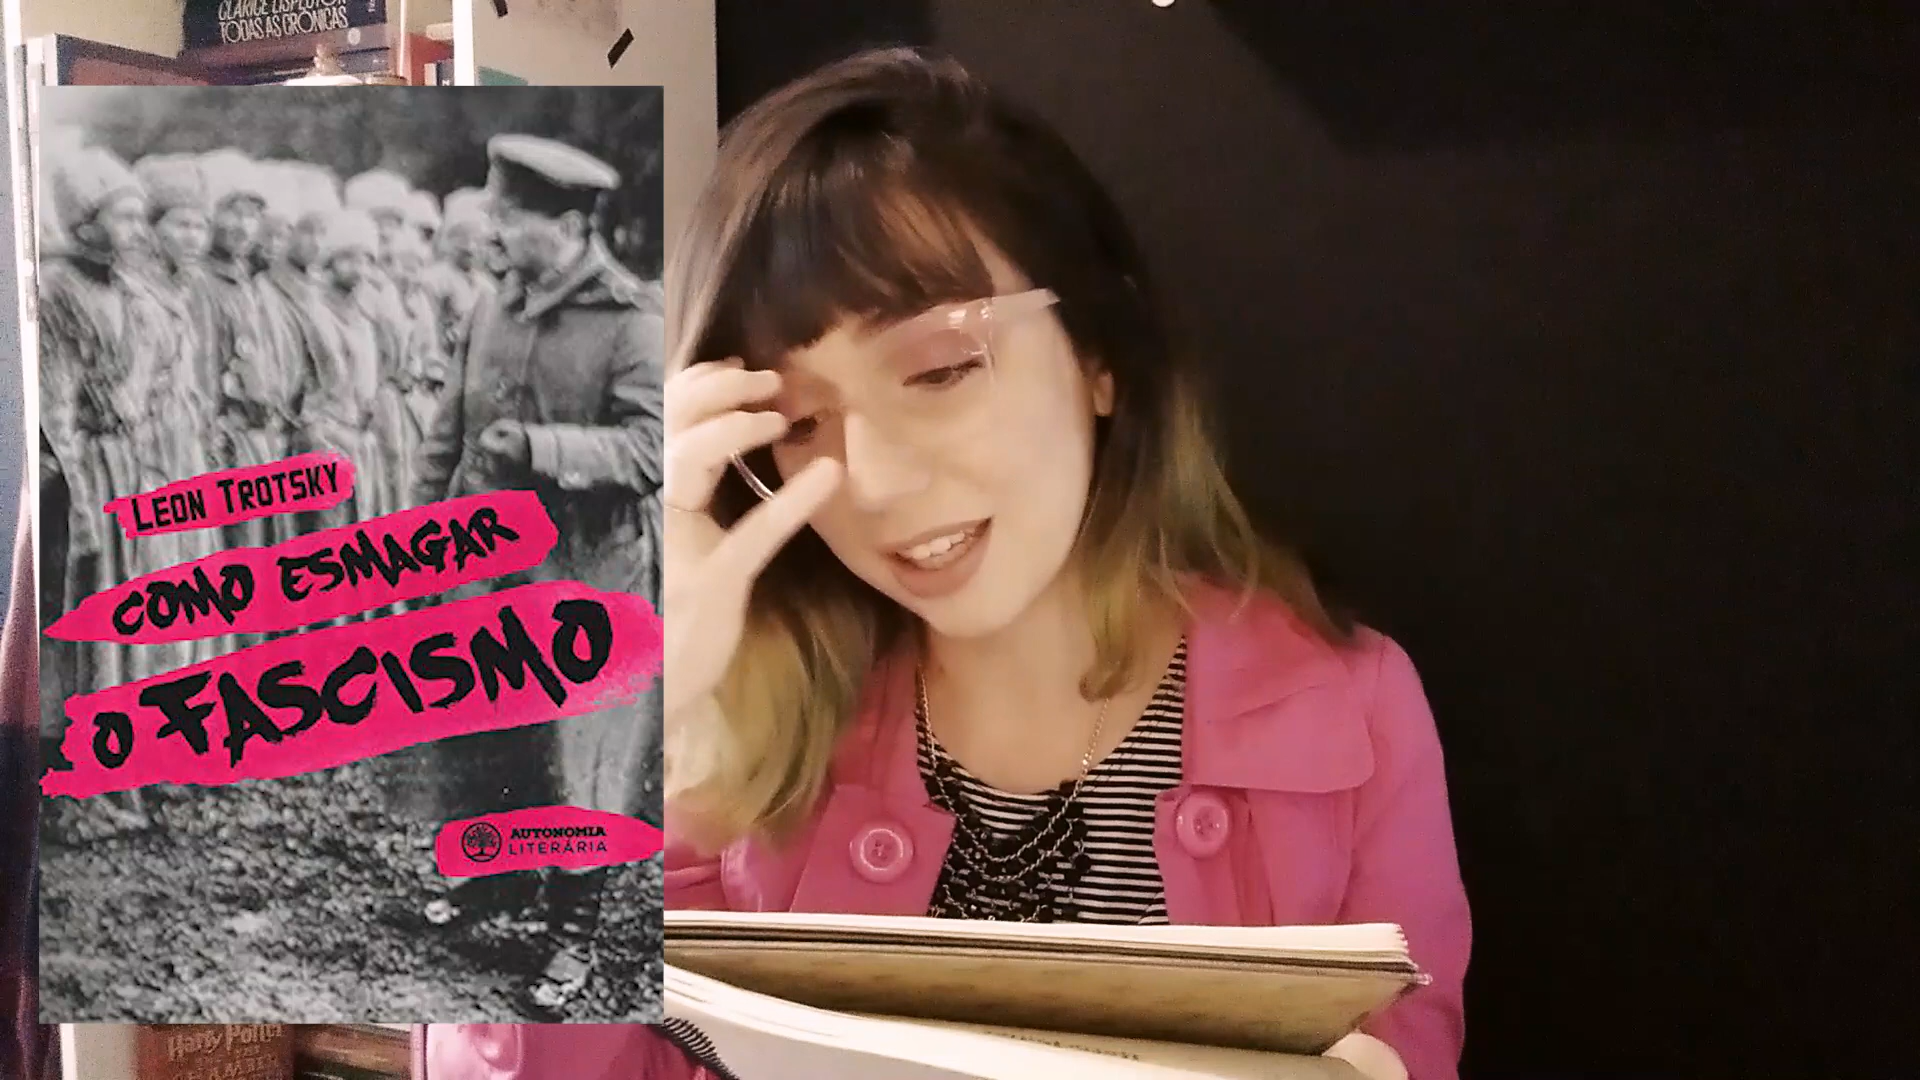 CLARICE LISPECTOR
TODAS AS CRÔNICAS
LEON TROTSKY
COMO ESMAGAR
O FASCISMO
AUTONOMIA
LITERÁRIA
Harry Potter